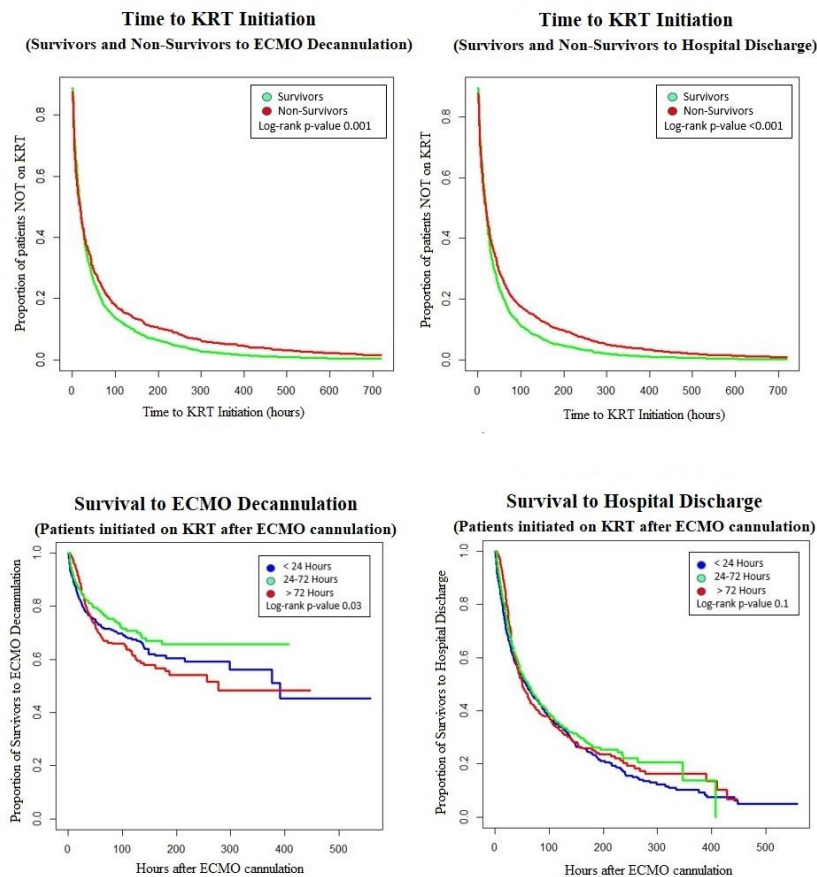 Time to KRT Initiation
(Survivors and Non-Survivors to ECMO Decannulation)
Proportion of patients NOT on KRT
0.8
0.6
0.4
0.2
0.0
Survivors
Non-Survivors
Log-rank p-value 0.001
0 100 200 300 400 500 600 700
Time to KRT Initiation (hours)
Time to KRT Initiation
(Survivors and Non-Survivors to Hospital Discharge)
Proportion of patients NOT on KRT
0.8
0.6
0.4
0.2
0.0
Survivors
Non-Survivors
Log-rank p-value <0.001
0 100 200 300 400 500 600 700
Time to KRT Initiation (hours)
Survival to ECMO Decannulation
(Patients initiated on KRT after ECMO cannulation)
Proportion of Survivors to ECMO Decannulation
1.0
0.8
0.6
0.4
0.2
0.0
< 24 Hours
24-72 Hours
> 72 Hours
Log-rank p-value 0.03
0 100 200 300 400 500
Hours after ECMO cannulation
Survival to Hospital Discharge
(Patients initiated on KRT after ECMO cannulation)
Proportion of Survivors to Hospital Discharge
1.0
0.8
0.6
0.4
0.2
0.0
< 24 Hours
24-72 Hours
> 72 Hours
Log-rank p-value 0.1
0 100 200 300 400 500
Hours after ECMO cannulation